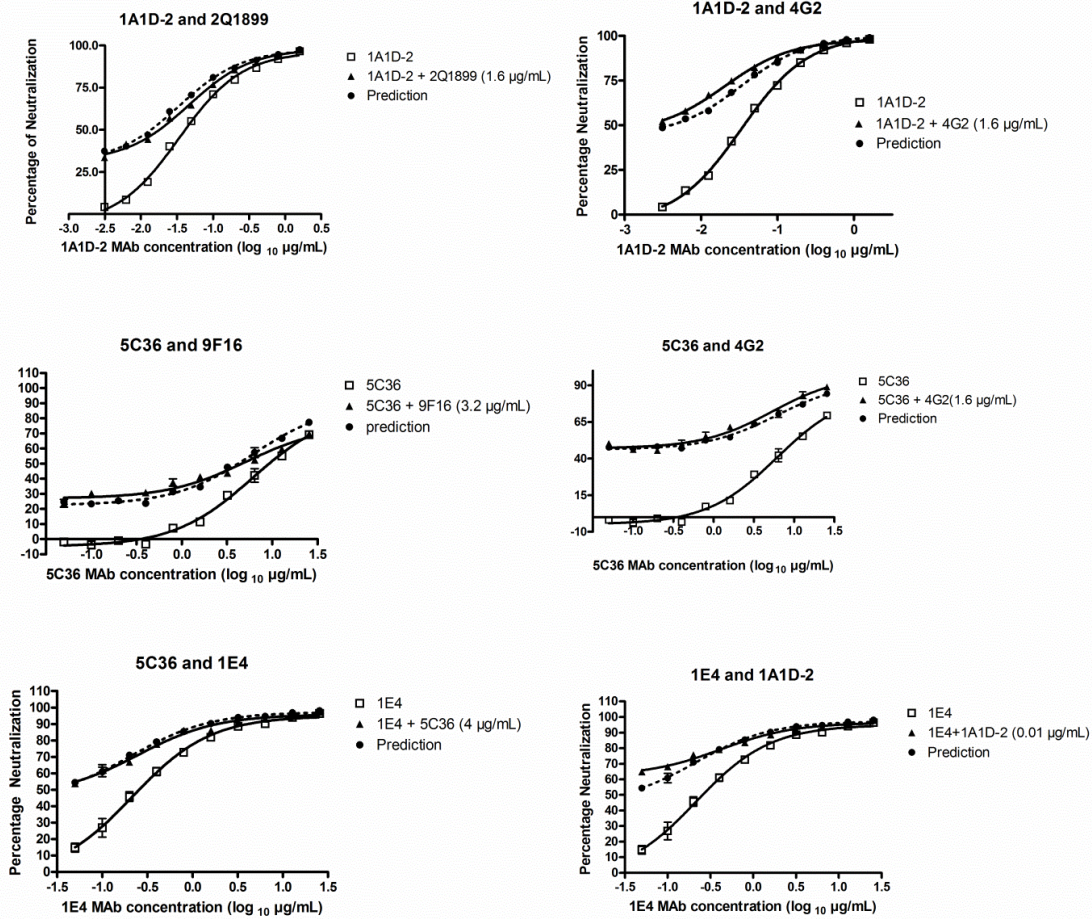 1A1D-2 and 2Q1899
Percentage of Neutralization
100.0
75.0
50.0
25.0
-3.0 -2.5 -2.0 -1.5 -1.0 -0.5 0.0 0.5
1A1D-2 MAb concentration (log 10 µg/mL)
1A1D-2
1A1D-2 + 2Q1899 (1.6 µg/mL)
Prediction
1A1D-2 and 4G2
Percentage Neutralization
100
75
50
25
0
-3 -2 -1 0
1A1D-2 MAb concentration (log 10 µg/mL)
1A1D-2
1A1D-2 + 4G2 (1.6 µg/mL)
Prediction
5C36 and 9F16
110
100
90
80
70
60
50
40
30
20
10
0
-10
-1.0 -0.5 0.0 0.5 1.0 1.5
5C36 MAb concentration (log 10 µg/mL)
5C36
5C36 + 9F16 (3.2 µg/mL)
prediction
5C36 and 4G2
90
65
40
15
-10
-1.0 -0.5 0.0 0.5 1.0 1.5
5C36 MAb concentration (log 10 µg/mL)
5C36
5C36 + 4G2(1.6 µg/mL)
Prediction
5C36 and 1E4
Percentage Neutralization
110
100
90
80
70
60
50
40
30
20
10
0
-1.5 -1.0 -0.5 0.0 0.5 1.0 1.5
1E4 MAb concentration (log 10 µg/mL)
1E4
1E4 + 5C36 (4 µg/mL)
Prediction
1E4 and 1A1D-2
Percentage Neutralization
110
100
90
80
70
60
50
40
30
20
10
0
-1.5 -1.0 -0.5 0.0 0.5 1.0 1.5
1E4 MAb concentration (log 10 µg/mL)
1E4
1E4+1A1D-2 (0.01 µg/mL)
Prediction